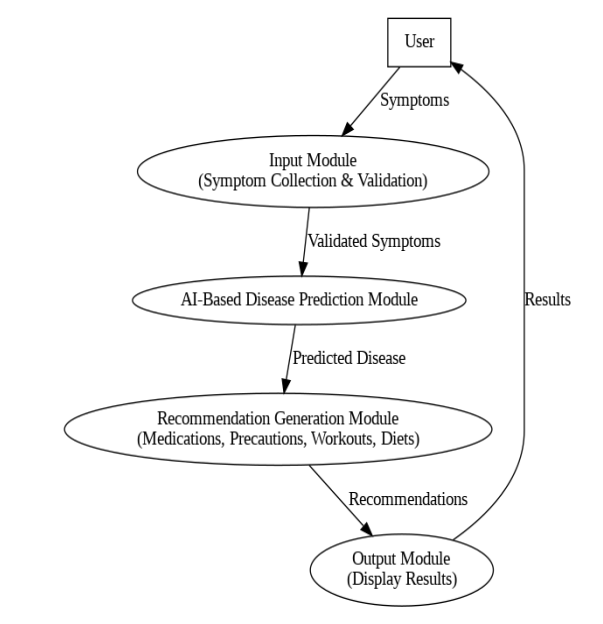 User
Symptoms
Input Module
(Symptom Collection & Validation)
Validated Symptoms
AI-Based Disease Prediction Module
Results
Predicted Disease
Recommendation Generation Module
(Medications, Precautions, Workouts, Diets)
Recommendations
Output Module
(Display Results)